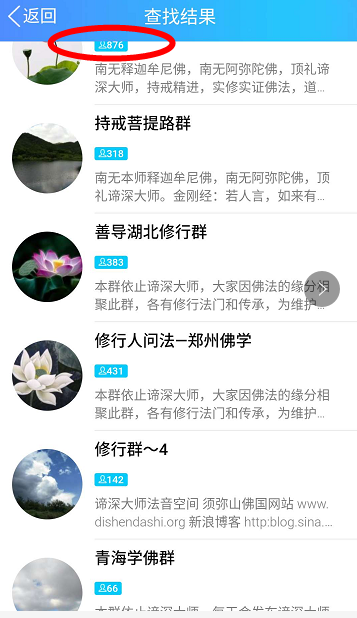 返回
查找结果
876
南无释迦牟尼佛，南无阿弥陀佛，顶礼谛
深大师，持戒精进，实修实证佛法，道...
持戒菩提路群
318
南无本师释迦牟尼佛，南无阿弥陀佛，顶
礼谛深大师。金刚经：若人言，如来有...
善导湖北修行群
383
本群依止谛深大师，大家因佛法的缘分相
聚此群，各有修行法门和传承，为维护...
修行人问法—郑州佛学
431
本群依止谛深大师，大家因佛法的缘分相
聚此群，各有修行法门和传承，为维护...
修行群～4
142
谛深大师法音空间 须弥山佛国网站 www.
dishendashi.org 新浪博客 http:blog.sina....
青海学佛群
66
本群依止谛深大师，每天会发布谛深大师